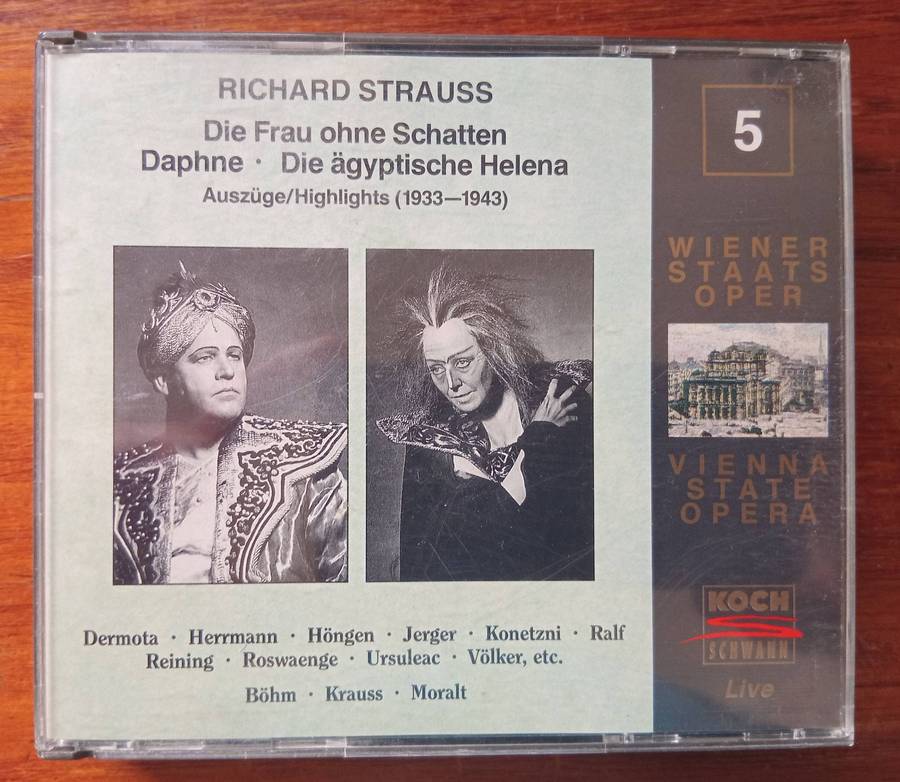 RICHARD STRAUSS
Die Frau ohne Schatten
Daphne · Die ägyptische Helena
Auszüge/Highlights (1933—1943)
Dermota · Herrmann · Höngen · Jerger · Konetzni · Ralf
Reining · Roswaenge · Ursuleac · Völker, etc.
Böhm · Krauss · Moralt
5
WIENER
STAATS
OPER
VIENNA
STATE
OPERA
KOCH
SCHWANN
Live